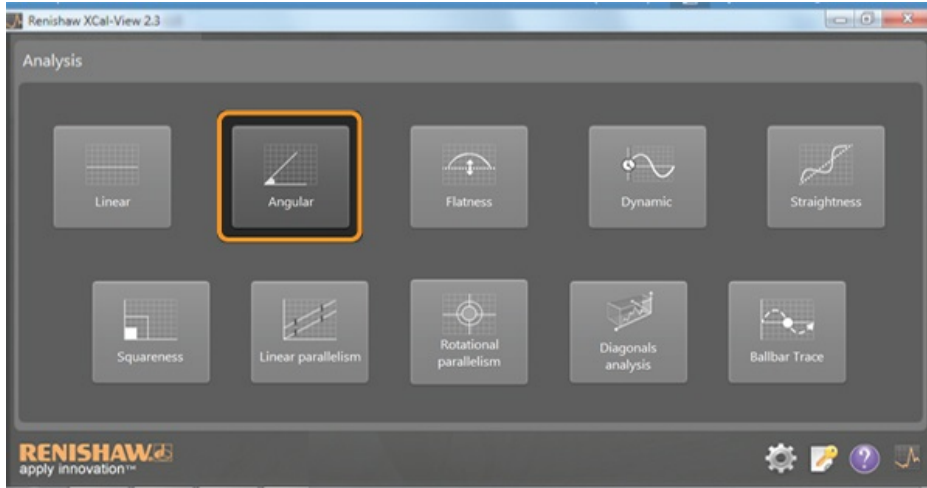 Renishaw XCal-View 2.3
Analysis
Linear
Angular
Flatness
Dynamic
Straightness
Squareness
Linear parallelism
Rotational
parallelism
Diagonals
analysis
Ballbar Trace
RENISHAW
apply innovation™